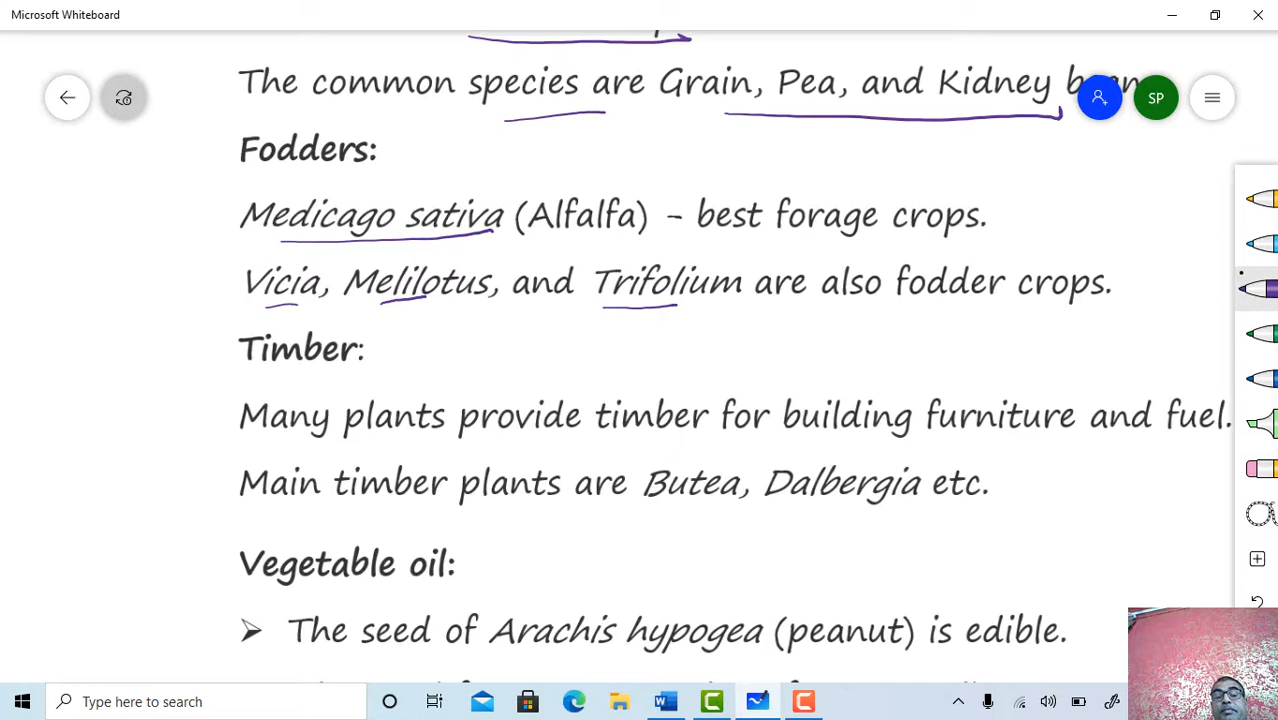 Microsoft Whiteboard
The common species are Grain, Pea, and Kidney
SP
Fodders:
Medicago sativa (Alfalfa) - best forage crops.
Vicia, Melilotus, and Trifolium are also fodder crops.
Timber:
Many plants provide timber for building furniture and fuel.
Main timber plants are Butea, Dalbergia etc.
Vegetable oil:
➢ The seed of Arachis hypogea (peanut) is edible.
Type here to search